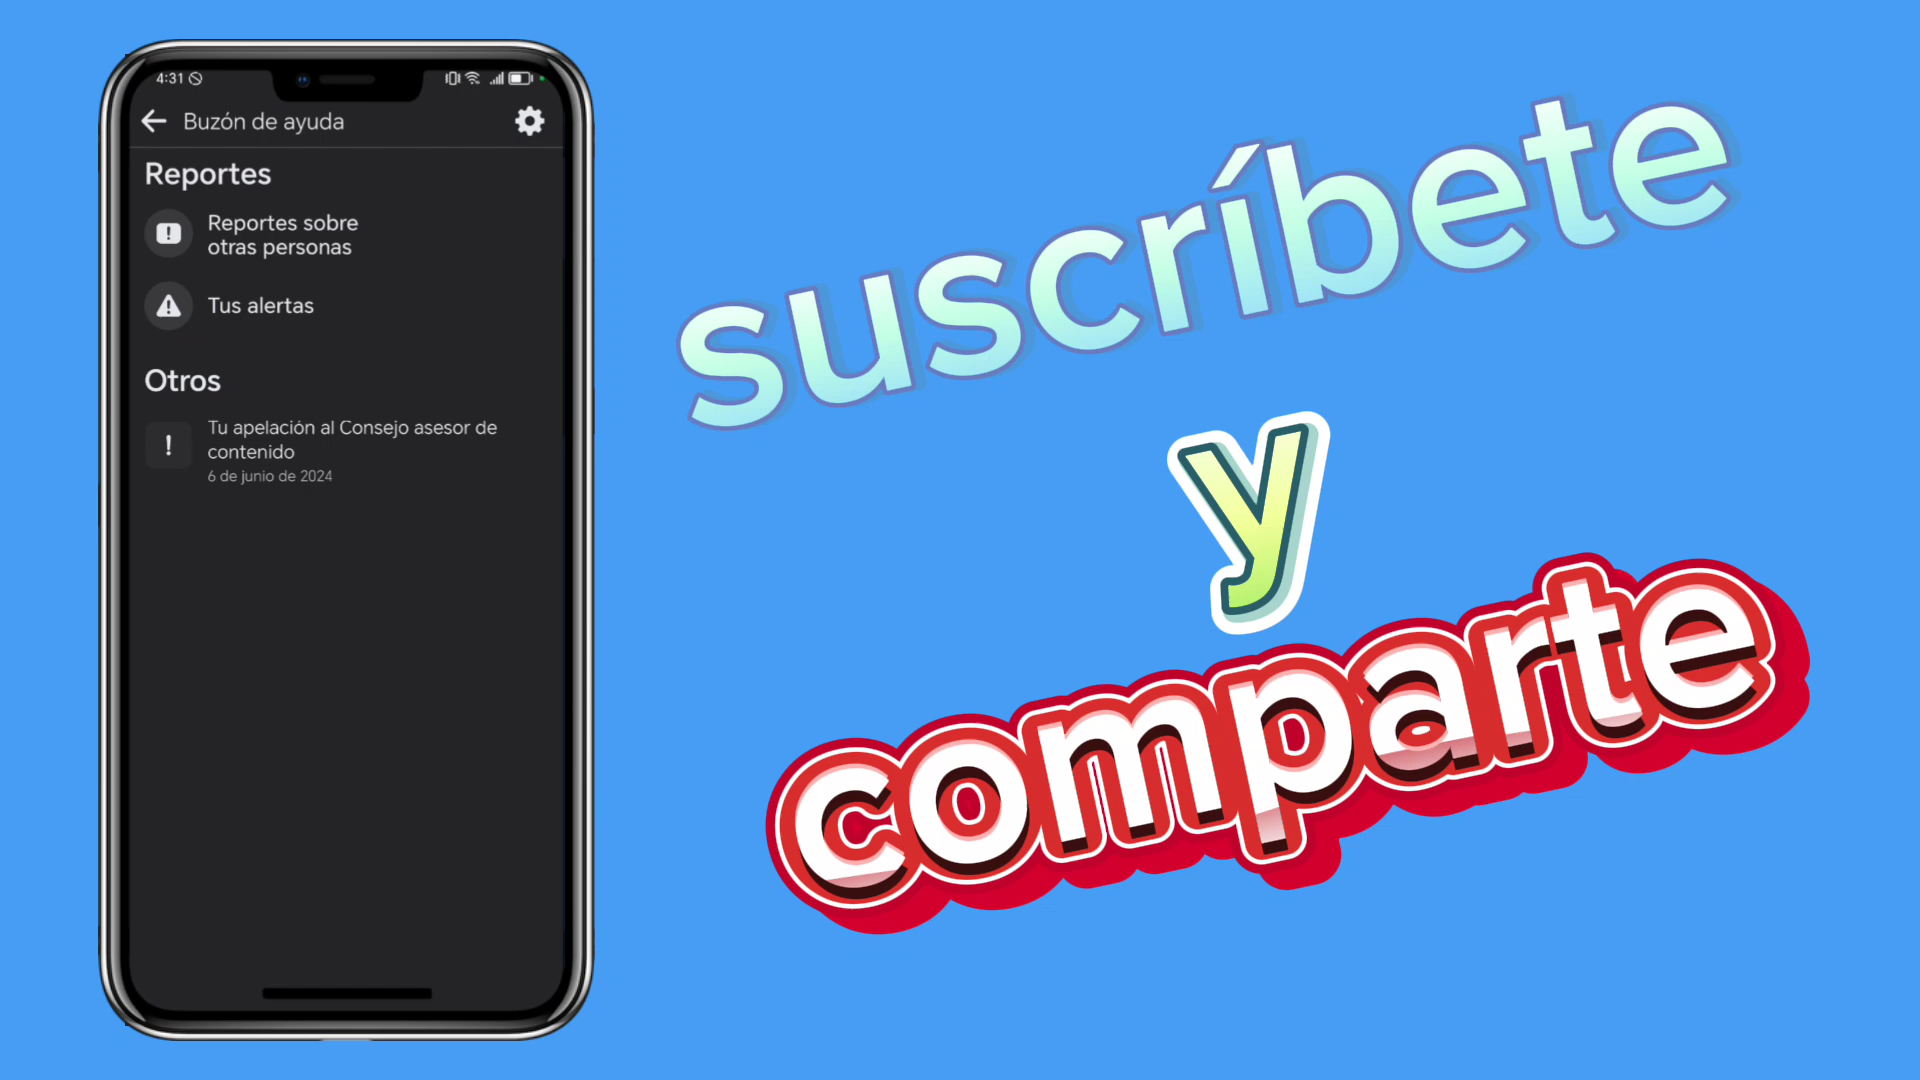 4:31
Buzón de ayuda
Reportes
Reportes sobre
otras personas
Tus alertas
Otros
Tu apelación al Consejo asesor de
contenido
6 de junio de 2024
suscríbete
y
comparte